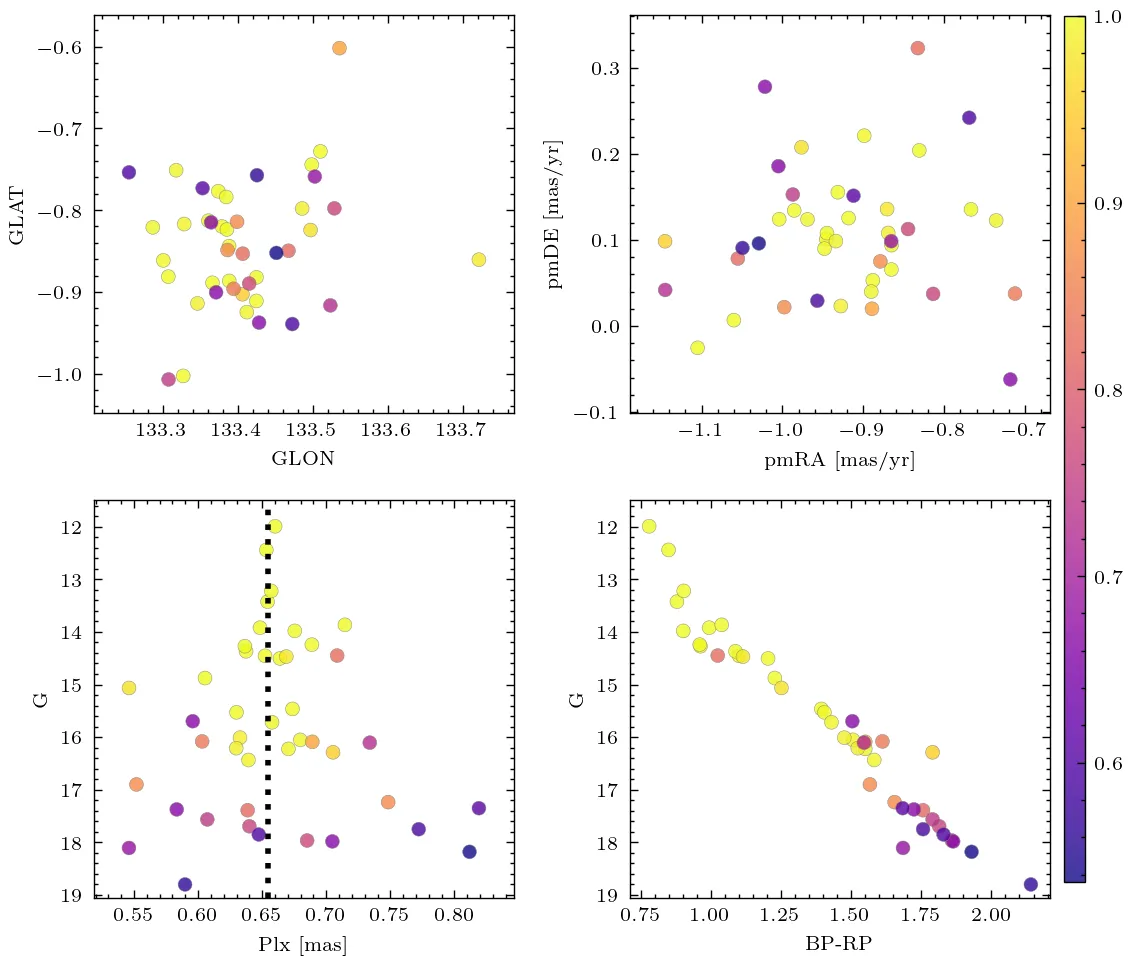 −0.6
−0.7
−0.8
−0.9
−1.0
GLAT
133.3 133.4 133.5 133.6 133.7
GLON
0.3
0.2
0.1
0.0
−0.1
pmDE [mas/yr]
−1.1 −1.0 −0.9 −0.8 −0.7
pmRA [mas/yr]
1.0
0.9
0.8
0.7
0.6
12
13
14
15
16
17
18
19
G
0.55 0.60 0.65 0.70 0.75 0.80
Plx [mas]
12
13
14
15
16
17
18
19
G
0.75 1.00 1.25 1.50 1.75 2.00
BP-RP